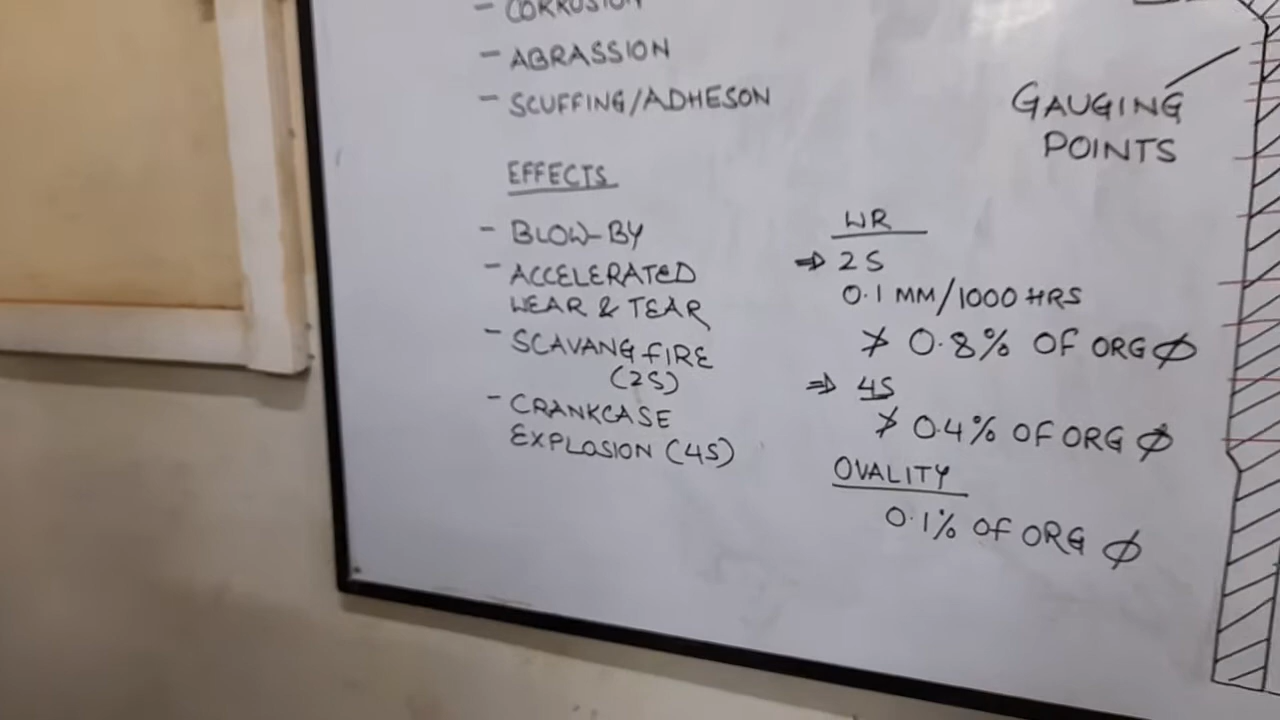 - CORROSION
- ABRASSION
- SCUFFING/ADHESON
GAUGING
POINTS
EFFECTS
- BLOW-BY
- ACCELERATED
WEAR & TEAR
- SCAVANG FIRE
(2S)
- CRANKCASE
EXPLOSION (4S)
WR
⇒ 2S
0.1 MM/1000 HRS
≯ 0.8% OF ORG ϕ
⇒ 4S
≯ 0.4% OF ORG ϕ
OVALITY
0.1% OF ORG ϕ